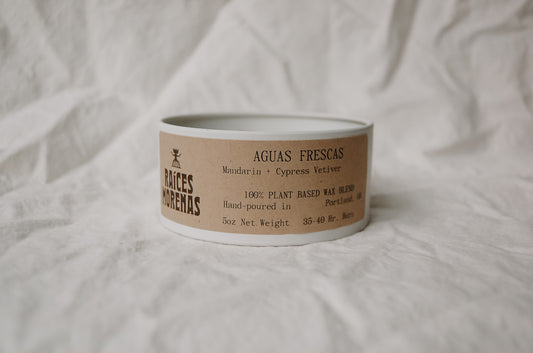 RAÍCES
MORENAS
AGUAS FRESCAS
Mandarin + Cypress Vetiver
100% PLANT BASED WAX BLEND
Hand-poured in Portland, OR
5oz Net Weight 35-40 Hr. Burn